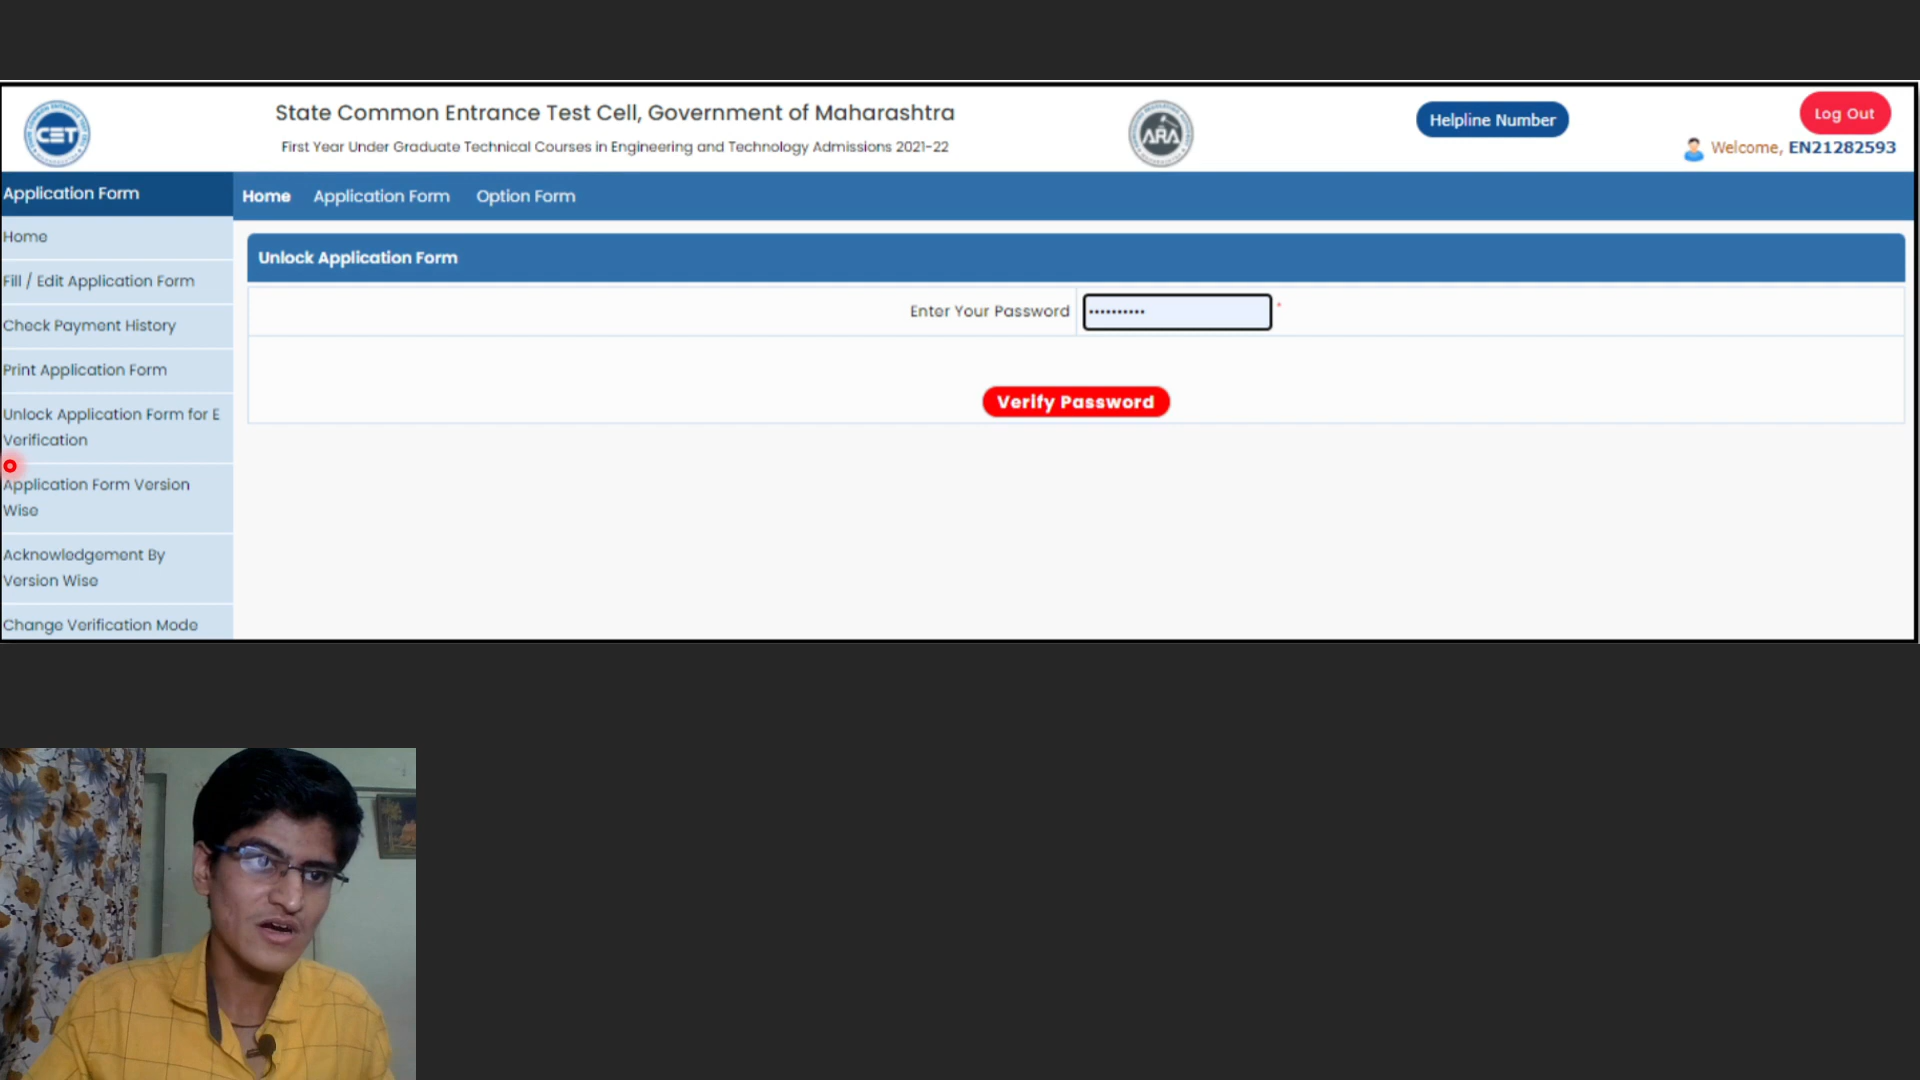 State Common Entrance Test Cell, Government of Maharashtra
First Year Under Graduate Technical Courses in Engineering and Technology Admissions 2021-22
CET
ARA
Helpline Number
Log Out
Welcome, EN21282593
Application Form
Home Application Form Option Form
Home
Fill / Edit Application Form
Check Payment History
Print Application Form
Unlock Application Form for E
Verification
Application Form Version
Wise
Acknowledgement By
Version Wise
Change Verification Mode
Unlock Application Form
Enter Your Password
••••••••••
*
Verify Password